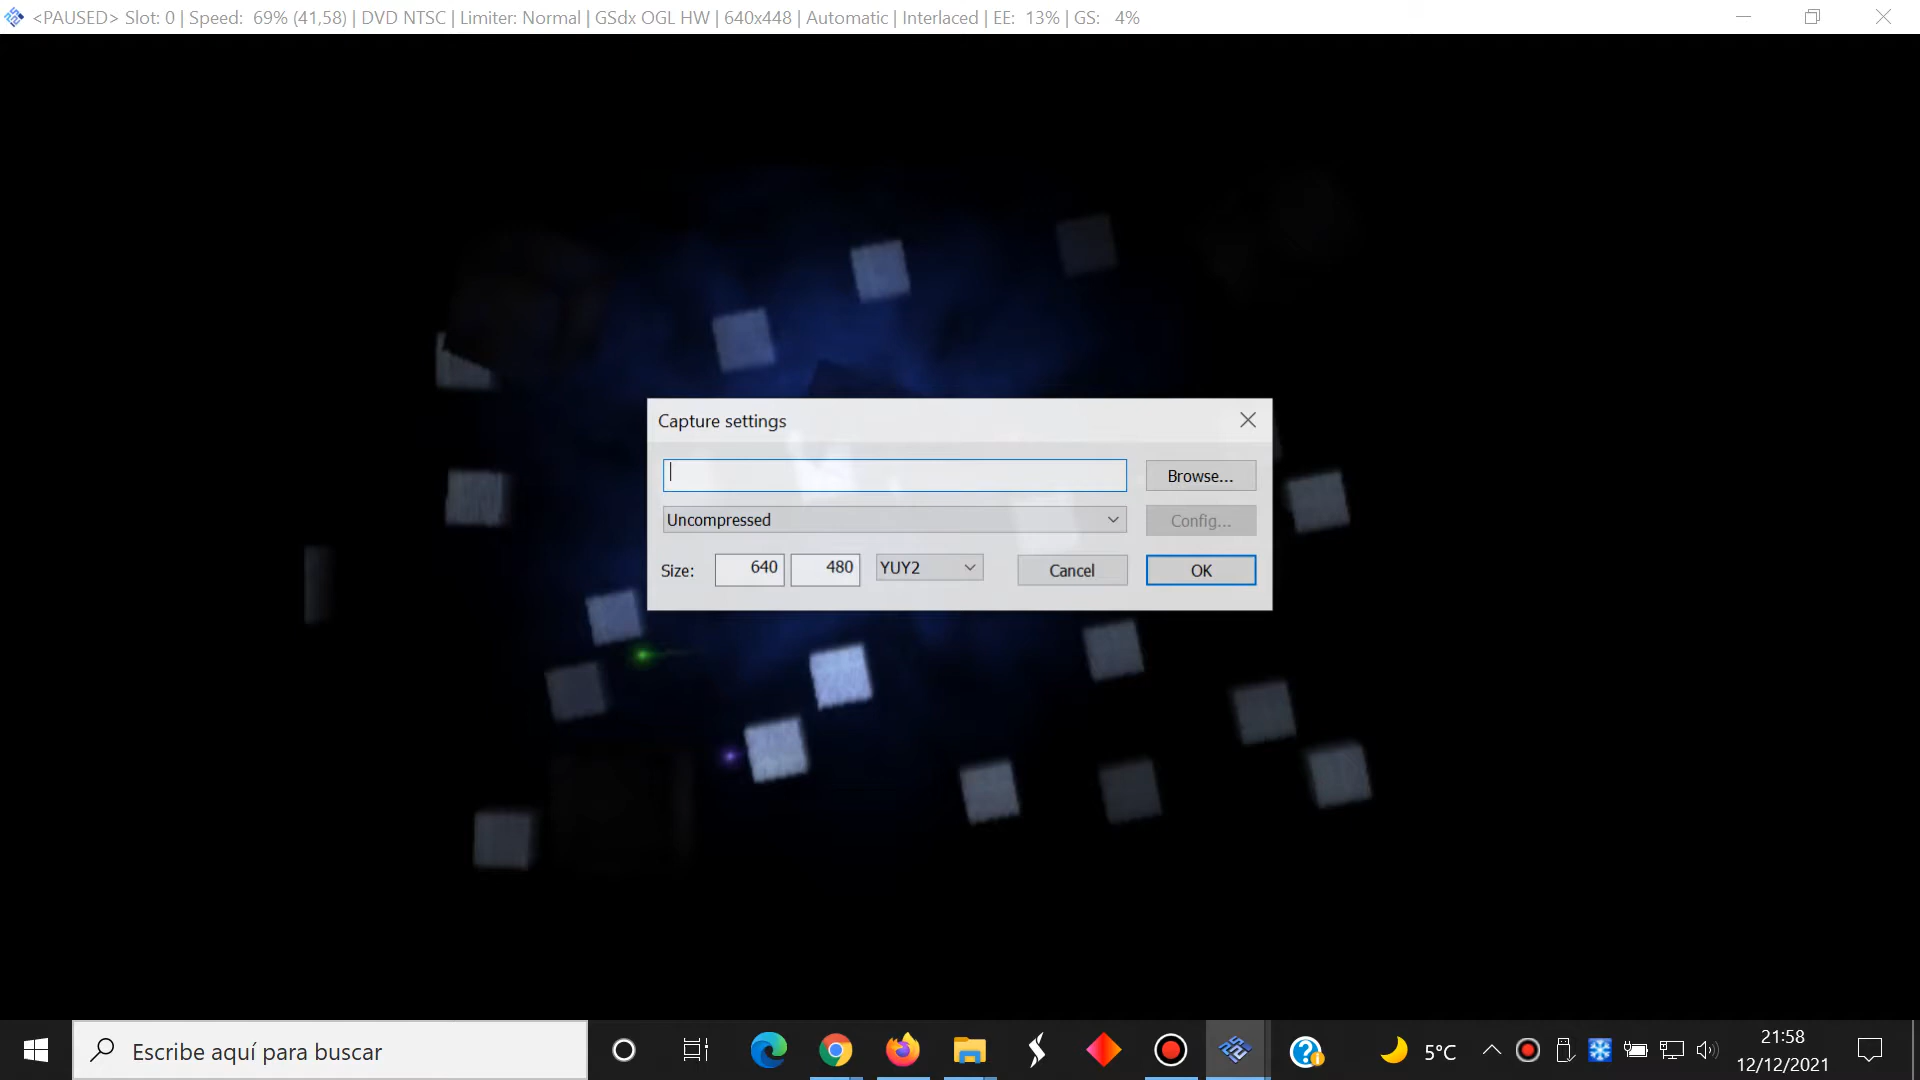 <PAUSED> Slot: 0 | Speed:  69% (41,58) | DVD NTSC | Limiter: Normal | GSdx OGL HW | 640x448 | Automatic | Interlaced | EE:  13% | GS:   4%
Capture settings
Browse...
Uncompressed
Config...
Size:
640
480
YUY2
Cancel
OK
Escribe aquí para buscar
5°C
21:58
12/12/2021